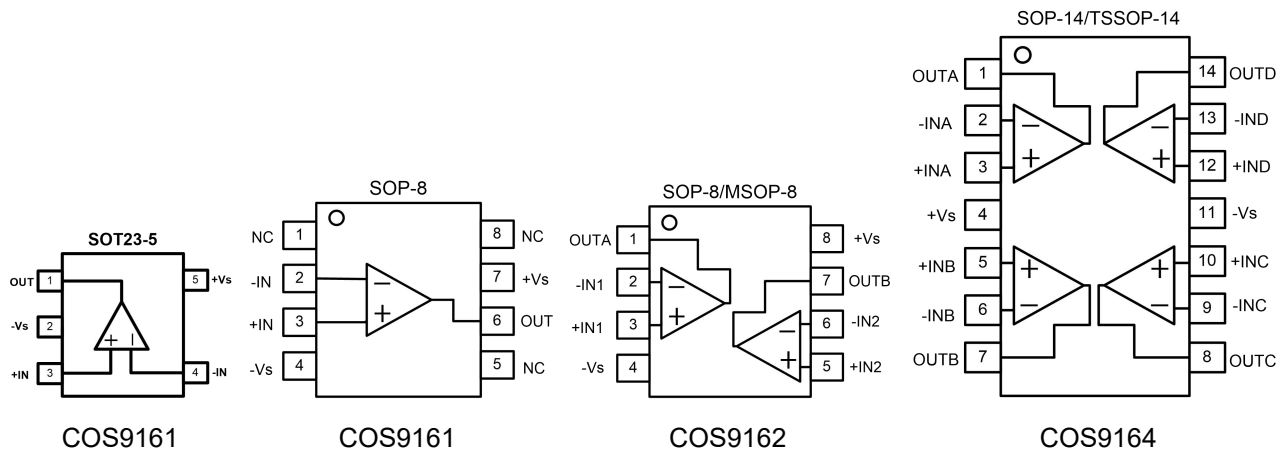 SOT23-5
OUT 1 5 +Vs
-Vs 2
+IN 3 4 -IN
+ −
COS9161
SOP-8
NC 1 8 NC
-IN 2 7 +Vs
+IN 3 6 OUT
-Vs 4 5 NC
−
+
COS9161
SOP-8/MSOP-8
OUTA 1 8 +Vs
-IN1 2 7 OUTB
+IN1 3 6 -IN2
-Vs 4 5 +IN2
− −
+ +
COS9162
SOP-14/TSSOP-14
OUTA 1 14 OUTD
-INA 2 13 -IND
+INA 3 12 +IND
+Vs 4 11 -Vs
+INB 5 10 +INC
-INB 6 9 -INC
OUTB 7 8 OUTC
− −
+ +
+ +
− −
COS9164